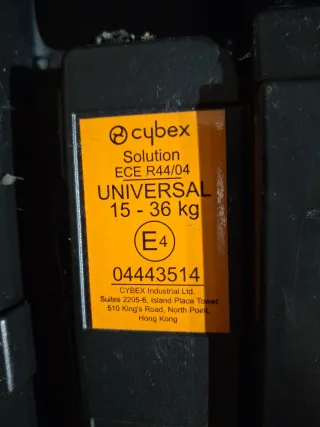 cybex
Solution
ECE R44/04
UNIVERSAL
15 - 36 kg
E4
04443514
CYBEX Industrial Ltd.
Suites 2205-6, Island Place Tower,
510 King's Road, North Point,
Hong Kong